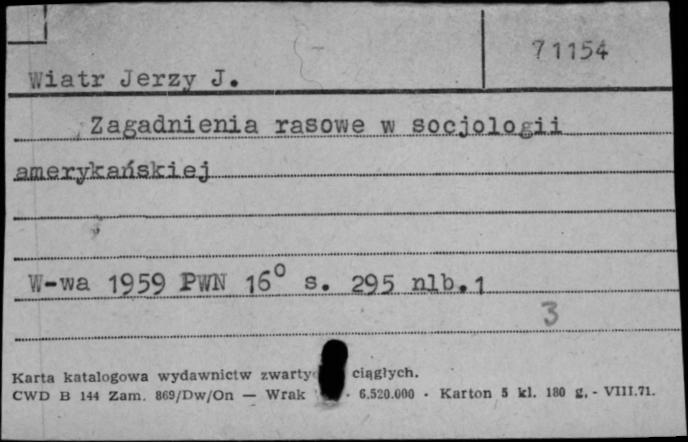 71154
Wiatr Jerzy J.
Zagadnienia rasowe w socjologii
amerykańskiej
W-wa 1959 PWN 16° s. 295 nlb.1
3
Karta katalogowa wydawnictw zwarty ciągłych.
CWD B 144 Zam. 869/Dw/On — Wrak · 6.520.000 · Karton 5 kl. 180 g. - VIII.71.